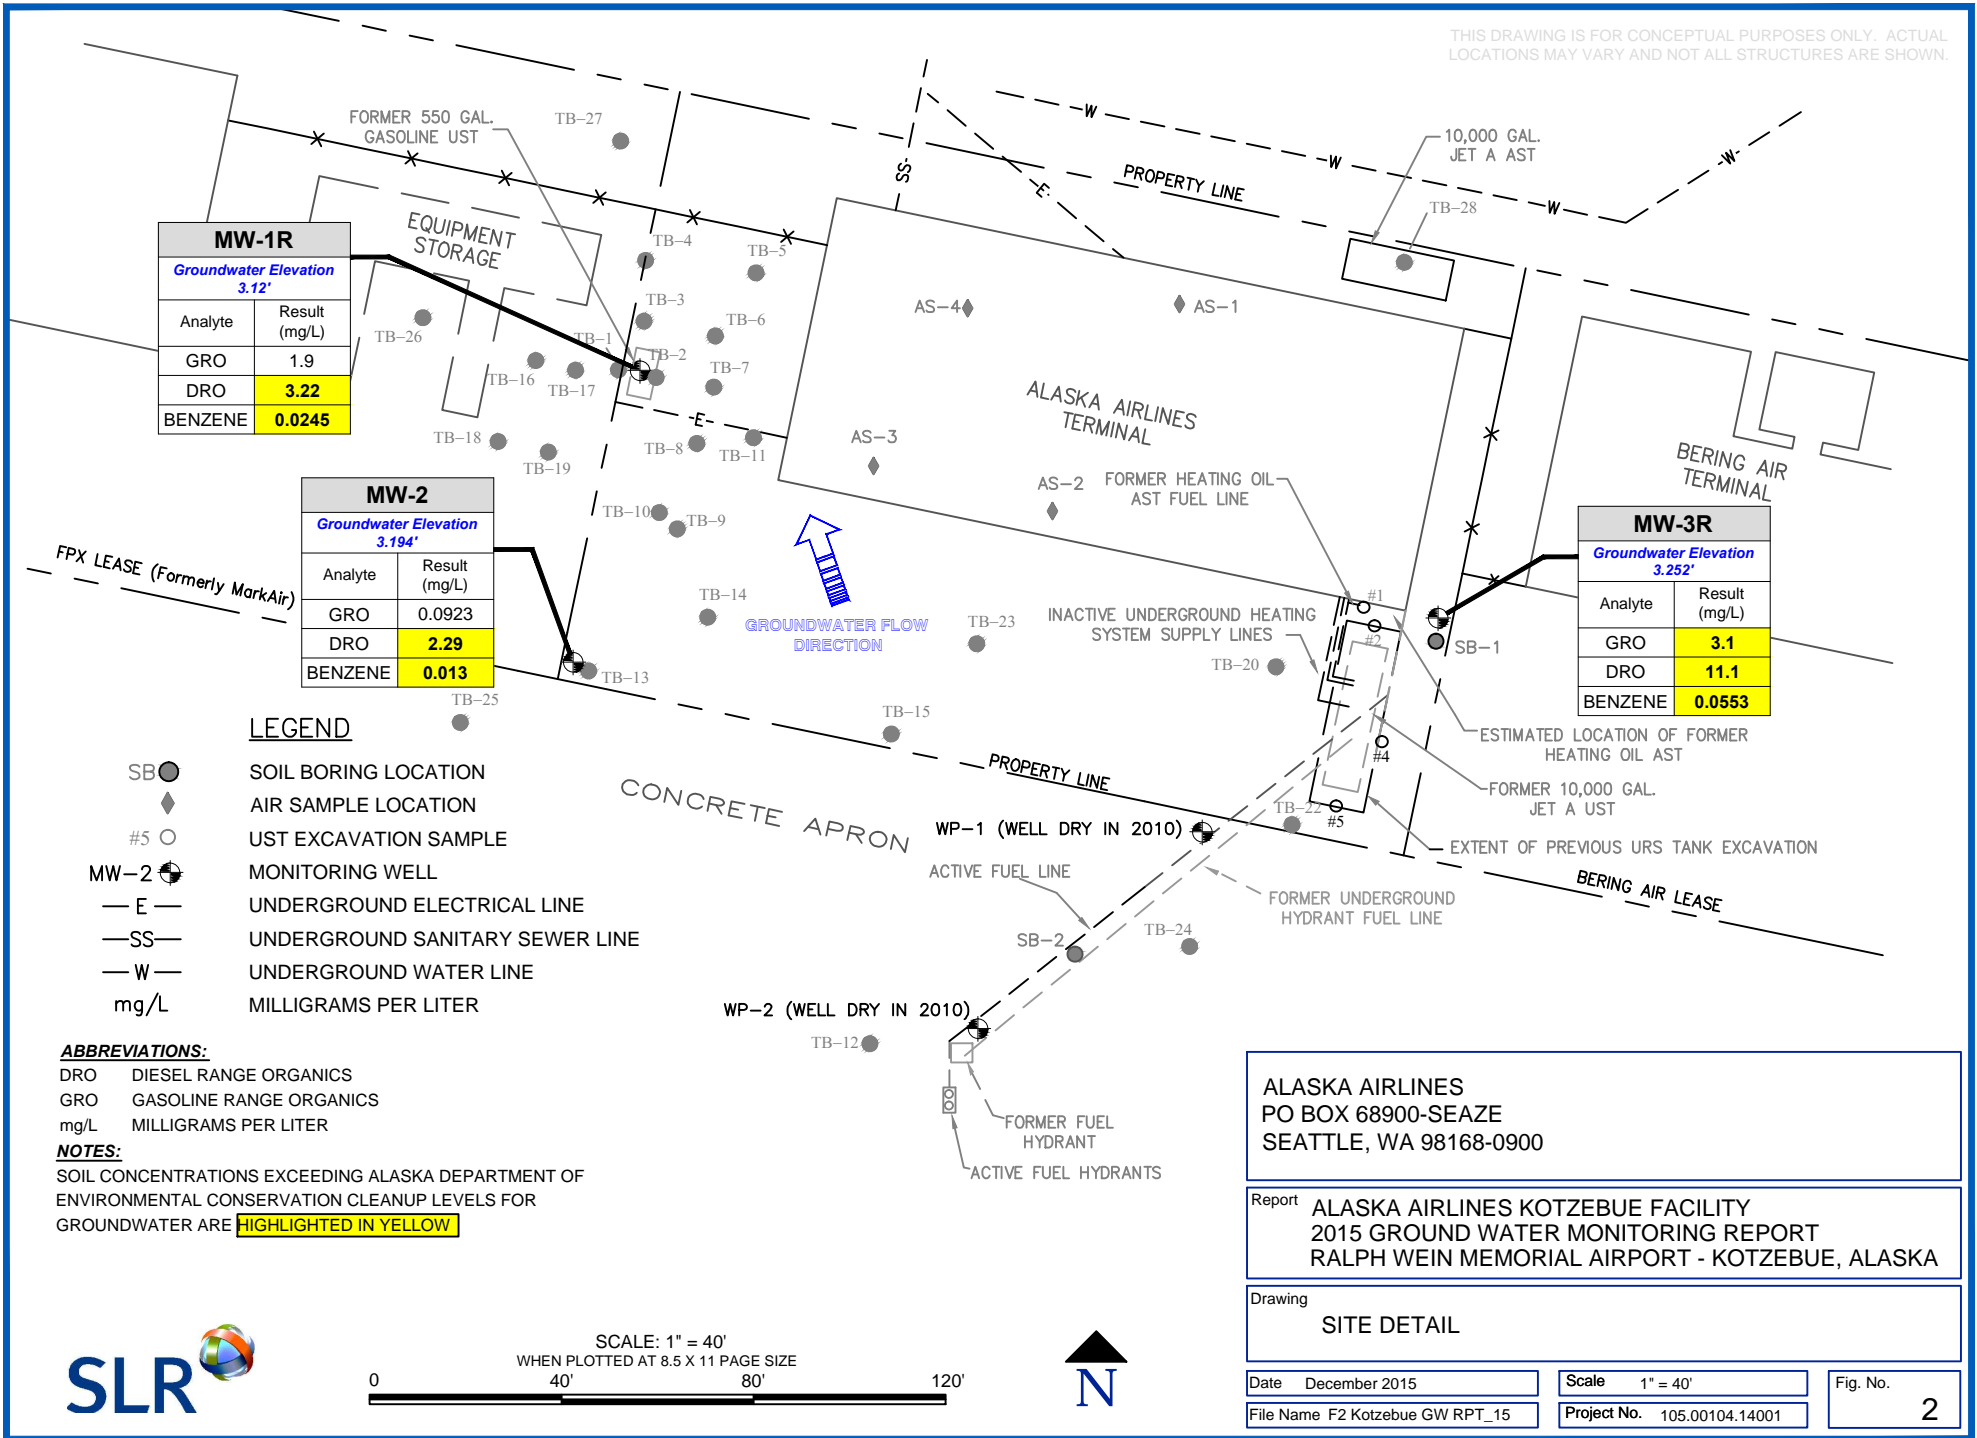 THIS DRAWING IS FOR CONCEPTUAL PURPOSES ONLY. ACTUAL
LOCATIONS MAY VARY AND NOT ALL STRUCTURES ARE SHOWN.
FORMER 550 GAL.
GASOLINE UST
TB-27
SS
E
W
W
W
W
PROPERTY LINE
10,000 GAL.
JET A AST
TB-28
EQUIPMENT
STORAGE
TB-4
TB-5
TB-3
TB-6
TB-1
TB-2
TB-7
TB-26
TB-16
TB-17
TB-18
TB-19
E
TB-8
TB-11
TB-10
TB-9
AS-4
AS-1
AS-3
AS-2
ALASKA AIRLINES
TERMINAL
FORMER HEATING OIL
AST FUEL LINE
BERING AIR
TERMINAL
MW-1R
Groundwater Elevation
3.12'
Analyte
Result
(mg/L)
GRO 1.9
DRO 3.22
BENZENE 0.0245
MW-2
Groundwater Elevation
3.194'
Analyte
Result
(mg/L)
GRO 0.0923
DRO 2.29
BENZENE 0.013
MW-3R
Groundwater Elevation
3.252'
Analyte
Result
(mg/L)
GRO 3.1
DRO 11.1
BENZENE 0.0553
FPX LEASE (Formerly MarkAir)
TB-14
GROUNDWATER FLOW
DIRECTION
TB-23
INACTIVE UNDERGROUND HEATING
SYSTEM SUPPLY LINES
TB-20
#1
#2
SB-1
TB-13
TB-25
TB-15
PROPERTY LINE
#4
ESTIMATED LOCATION OF FORMER
HEATING OIL AST
FORMER 10,000 GAL.
JET A UST
TB-22
#5
EXTENT OF PREVIOUS URS TANK EXCAVATION
CONCRETE APRON
WP-1 (WELL DRY IN 2010)
ACTIVE FUEL LINE
FORMER UNDERGROUND
HYDRANT FUEL LINE
BERING AIR LEASE
SB-2
TB-24
WP-2 (WELL DRY IN 2010)
TB-12
FORMER FUEL
HYDRANT
ACTIVE FUEL HYDRANTS
LEGEND
SB SOIL BORING LOCATION
AIR SAMPLE LOCATION
#5 UST EXCAVATION SAMPLE
MW-2 MONITORING WELL
E UNDERGROUND ELECTRICAL LINE
SS UNDERGROUND SANITARY SEWER LINE
W UNDERGROUND WATER LINE
mg/L MILLIGRAMS PER LITER
ABBREVIATIONS:
DRO DIESEL RANGE ORGANICS
GRO GASOLINE RANGE ORGANICS
mg/L MILLIGRAMS PER LITER
NOTES:
SOIL CONCENTRATIONS EXCEEDING ALASKA DEPARTMENT OF
ENVIRONMENTAL CONSERVATION CLEANUP LEVELS FOR
GROUNDWATER ARE HIGHLIGHTED IN YELLOW
SLR
SCALE: 1" = 40'
WHEN PLOTTED AT 8.5 X 11 PAGE SIZE
0 40' 80' 120'
N
ALASKA AIRLINES
PO BOX 68900-SEAZE
SEATTLE, WA 98168-0900
Report ALASKA AIRLINES KOTZEBUE FACILITY
2015 GROUND WATER MONITORING REPORT
RALPH WEIN MEMORIAL AIRPORT - KOTZEBUE, ALASKA
Drawing
SITE DETAIL
Date December 2015
Scale 1" = 40'
Fig. No.
2
File Name F2 Kotzebue GW RPT_15
Project No. 105.00104.14001